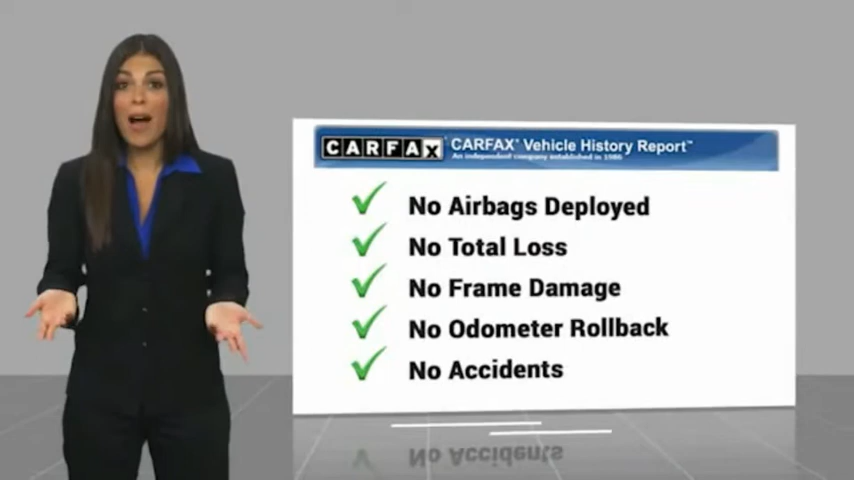 CARFAX CARFAX® Vehicle History Report™
An independent company established in 1986
No Airbags Deployed
No Total Loss
No Frame Damage
No Odometer Rollback
No Accidents
No Accidents